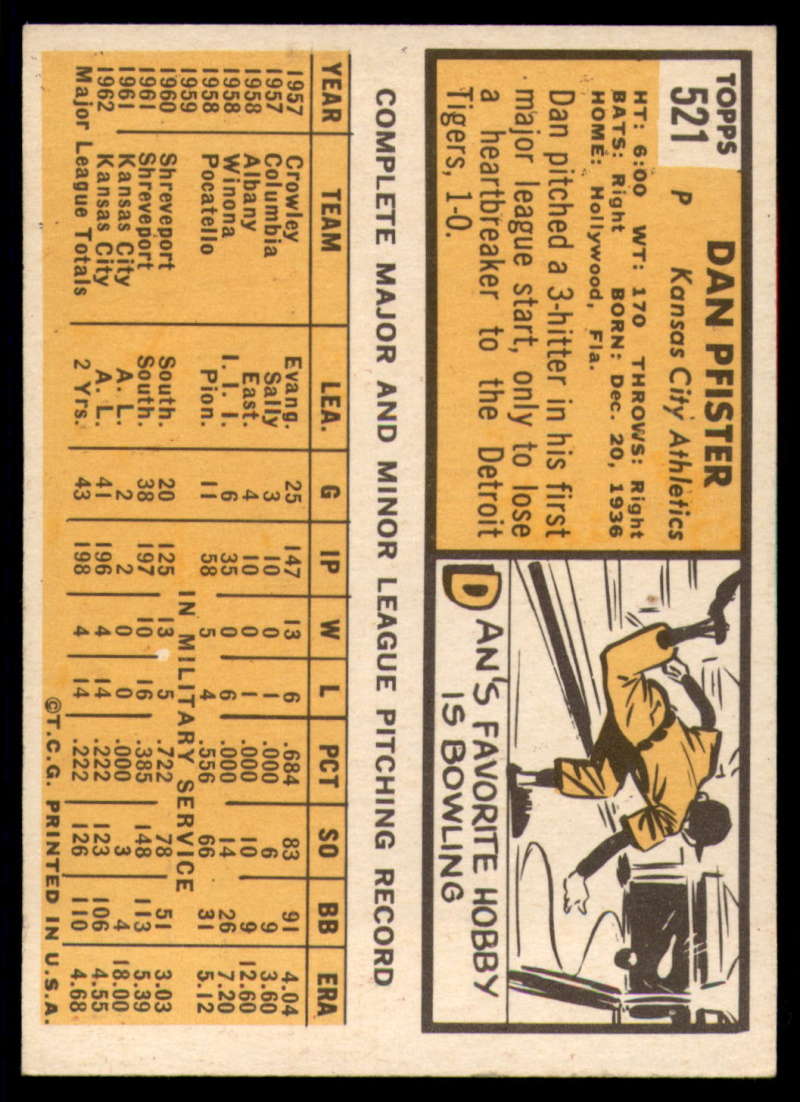 TOPPS
521
DAN PFISTER
P Kansas City Athletics
HT: 6:00 WT: 170 THROWS: Right
BATS: Right BORN: Dec. 20, 1936
HOME: Hollywood, Fla.
Dan pitched a 3-hitter in his first
major league start, only to lose
a heartbreaker to the Detroit
Tigers, 1-0.
DAN'S FAVORITE HOBBY
IS BOWLING
COMPLETE MAJOR AND MINOR LEAGUE PITCHING RECORD
YEAR TEAM LEA. G IP W L PCT SO BB ERA
1957 Crowley Evang. 25 147 13 6 .684 83 91 4.04
1957 Columbia Sally 3 10 0 1 .000 6 9 3.60
1958 Albany East. 4 10 0 1 .000 10 9 12.60
1958 Winona I. I. I. 6 35 0 6 .000 14 26 7.20
1958 Pocatello Pion. 11 58 5 4 .556 66 31 5.12
1959 IN MILITARY SERVICE
1960 Shreveport South. 20 125 13 5 .722 78 51 3.03
1961 Shreveport South. 38 197 10 16 .385 148 113 5.39
1961 Kansas City A. L. 2 2 0 0 .000 3 4 18.00
1962 Kansas City A. L. 41 196 4 14 .222 123 106 4.55
Major League Totals 2 Yrs. 43 198 4 14 .222 126 110 4.68
©T.C.G. PRINTED IN U.S.A.